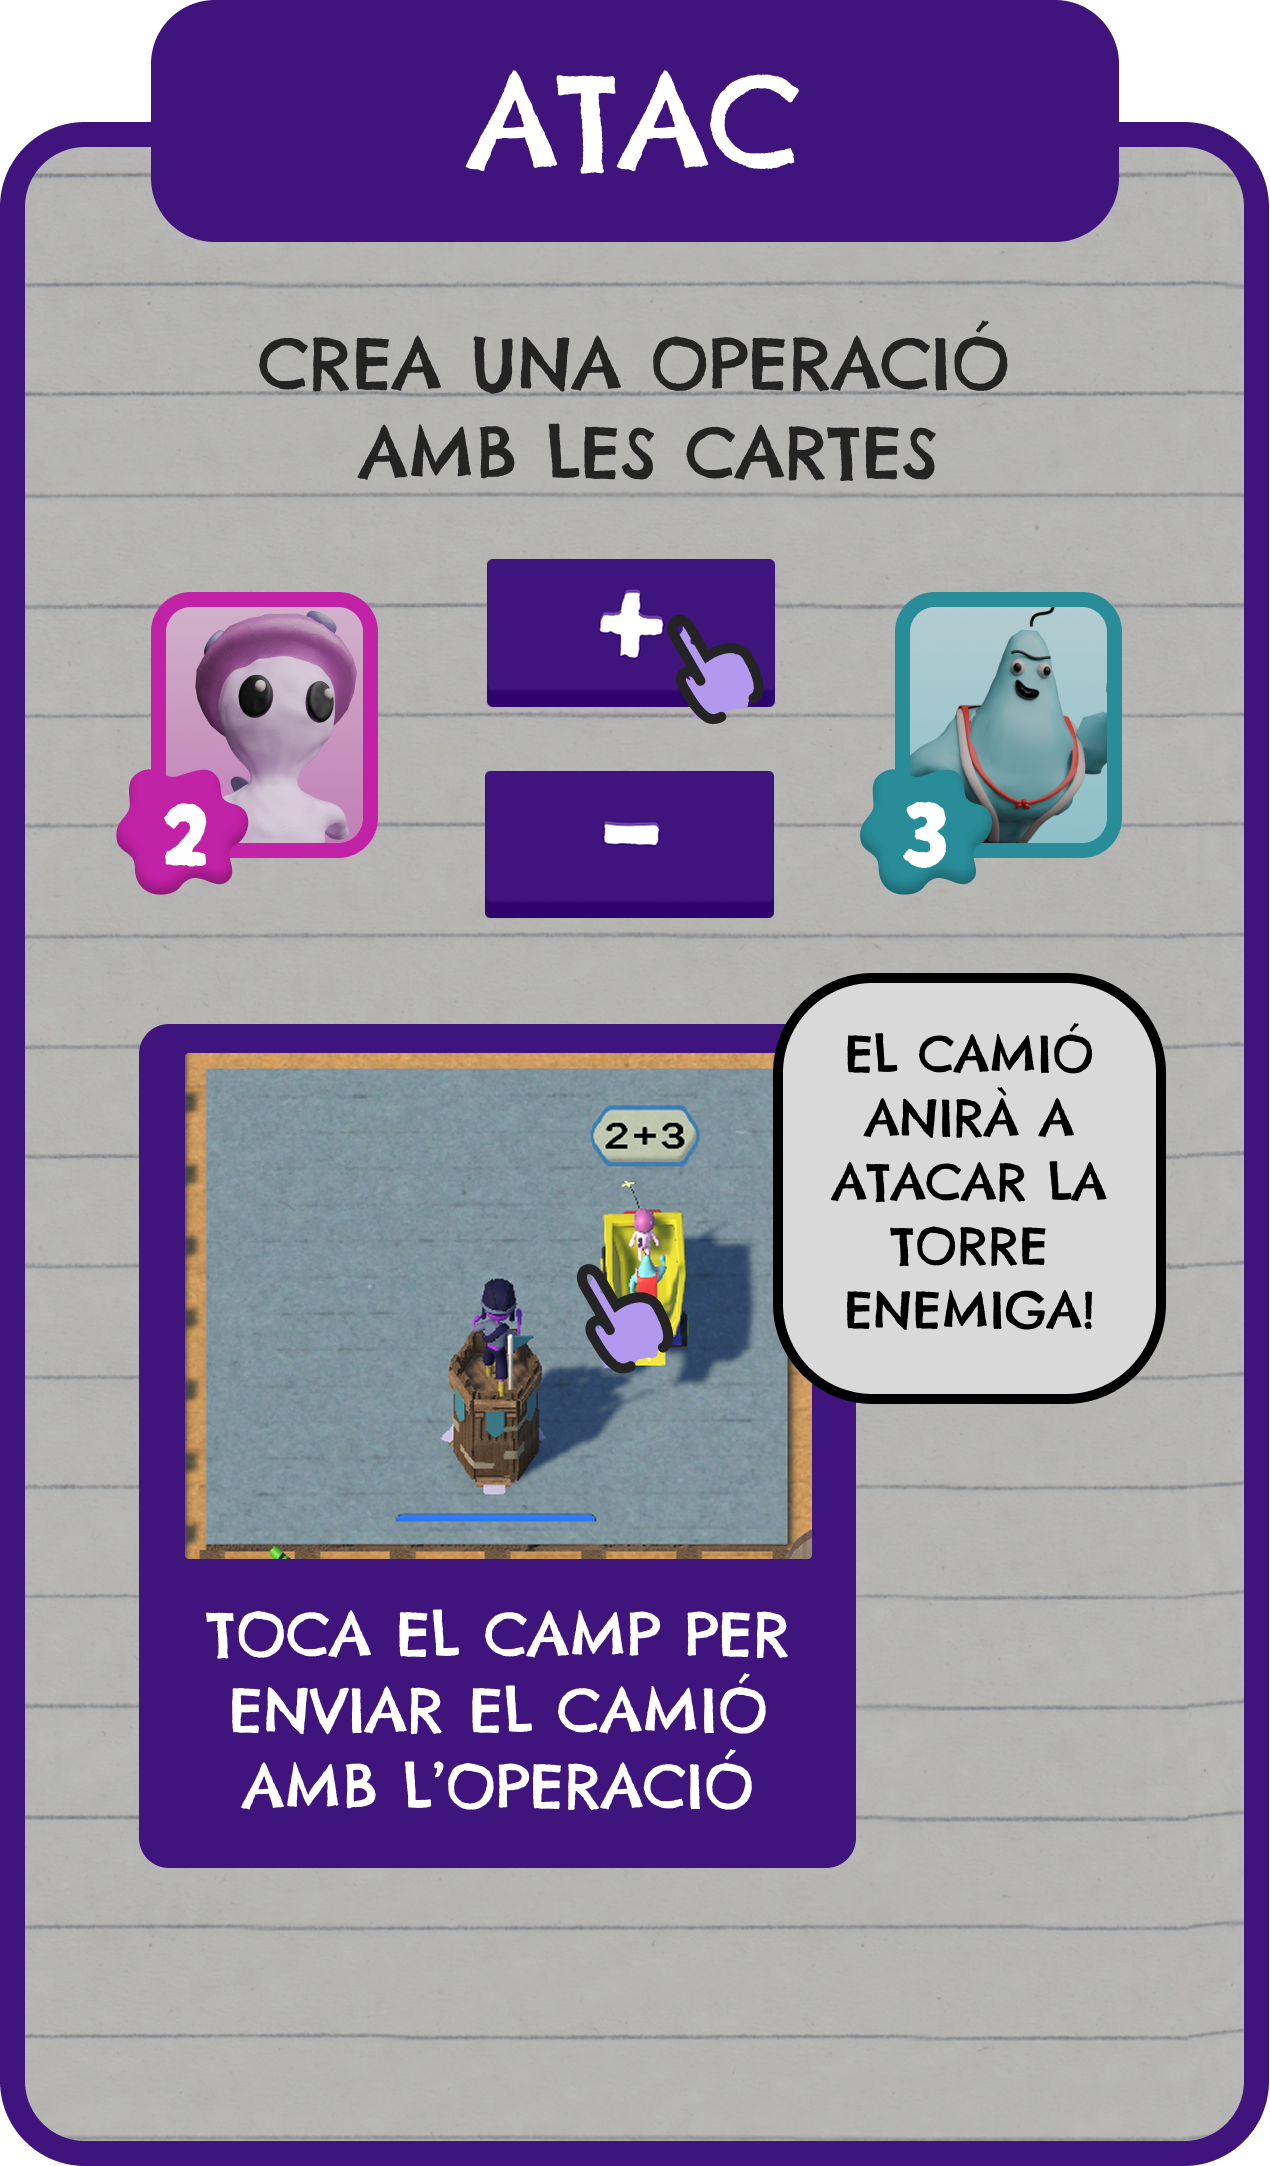 ATAC
CREA UNA OPERACIÓ
AMB LES CARTES
+
2
3
-
EL CAMIÓ
ANIRÀ A
ATACAR LA
TORRE
ENEMIGA!
2+3
TOCA EL CAMP PER
ENVIAR EL CAMIÓ
AMB L'OPERACIÓ